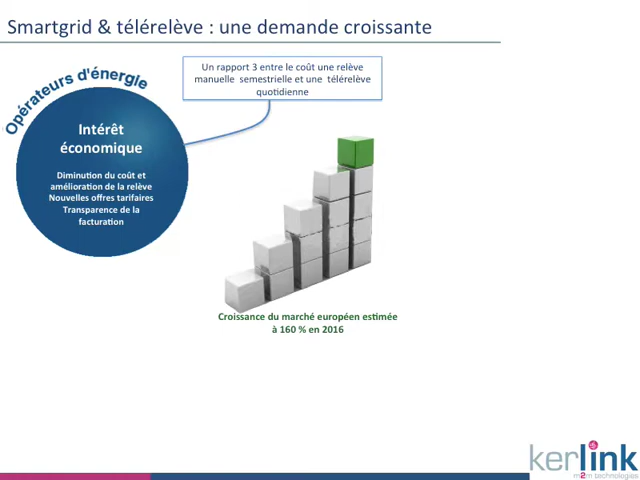 Smartgrid & télérelève : une demande croissante
Un rapport 3 entre le coût une relève
manuelle semestrielle et une télérelève
quotidienne
Opérateurs d'énergie
Intérêt
économique
Diminution du coût et
amélioration de la relève
Nouvelles offres tarifaires
Transparence de la
facturation
Croissance du marché européen estimée
à 160 % en 2016
kerlink
m2m technologies